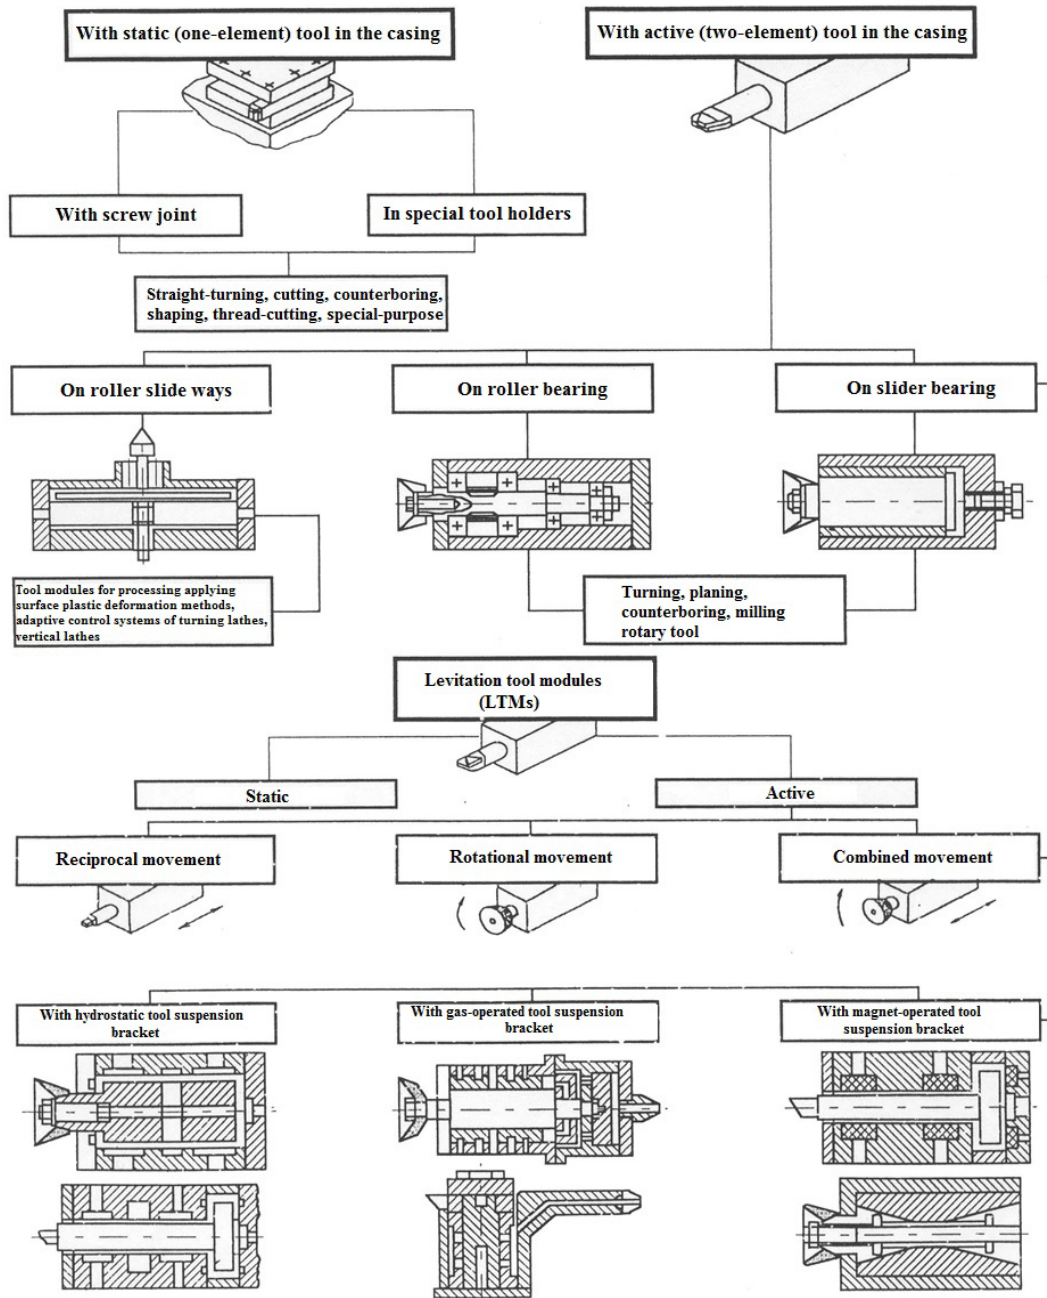 With static (one-element) tool in the casing
With active (two-element) tool in the casing
With screw joint
In special tool holders
Straight-turning, cutting, counterboring,
shaping, thread-cutting, special-purpose
On roller slide ways
On roller bearing
On slider bearing
Tool modules for processing applying
surface plastic deformation methods,
adaptive control systems of turning lathes,
vertical lathes
Turning, planing,
counterboring, milling
rotary tool
Levitation tool modules
(LTMs)
Static
Active
Reciprocal movement
Rotational movement
Combined movement
With hydrostatic tool suspension
bracket
With gas-operated tool suspension
bracket
With magnet-operated tool
suspension bracket